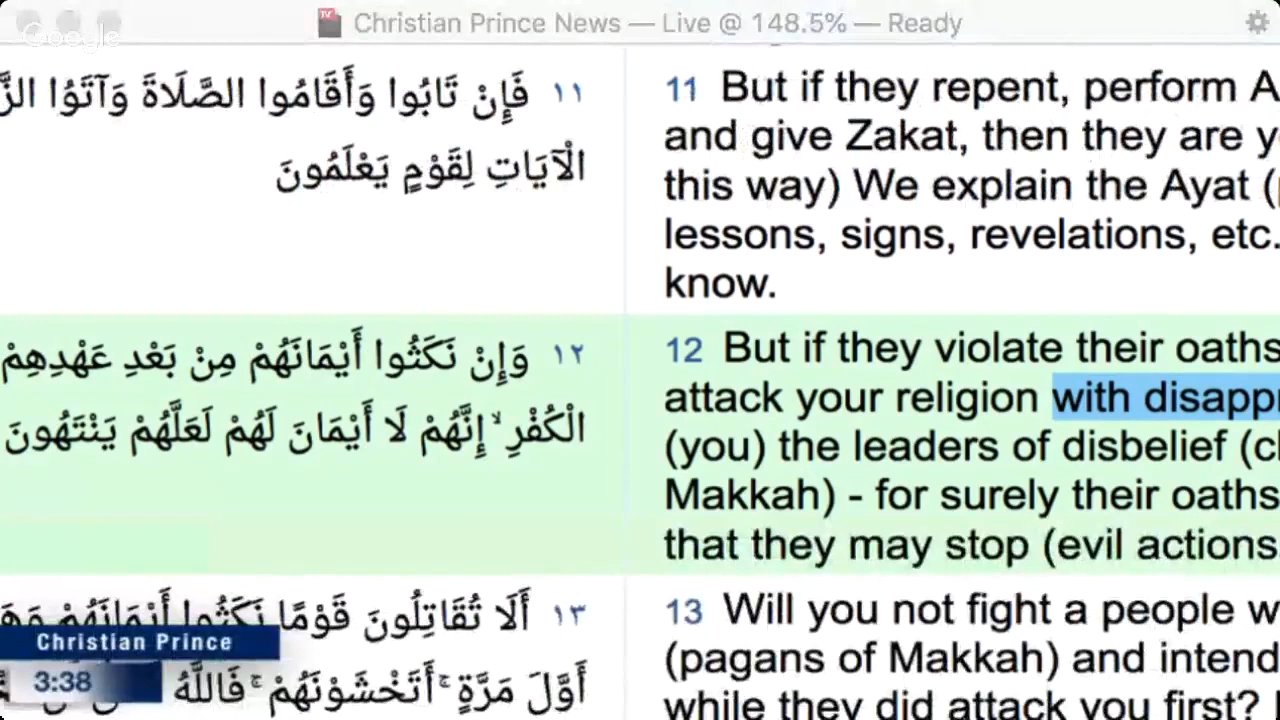 Google
Christian Prince News — Live @ 148.5% — Ready
١١ فَإِنْ تَابُوا وَأَقَامُوا الصَّلَاةَ وَآتَوُا
الْآيَاتِ لِقَوْمٍ يَعْلَمُونَ
11 But if they repent, perform A
and give Zakat, then they are y
this way) We explain the Ayat (
lessons, signs, revelations, etc.
know.
١٢ وَإِنْ نَكَثُوا أَيْمَانَهُمْ مِنْ بَعْدِ عَهْدِهِمْ
الْكُفْرِ ۙ إِنَّهُمْ لَا أَيْمَانَ لَهُمْ لَعَلَّهُمْ يَنْتَهُونَ
12 But if they violate their oaths
attack your religion with disapp
(you) the leaders of disbelief (c
Makkah) - for surely their oaths
that they may stop (evil actions
١٣ أَلَا تُقَاتِلُونَ قَوْمًا نَكَثُوا أَيْمَانَهُمْ
أَوَّلَ مَرَّةٍ ۚ أَتَخْشَوْنَهُمْ ۚ فَاللَّهُ
13 Will you not fight a people w
(pagans of Makkah) and intend
while they did attack you first?
Christian Prince
3:38